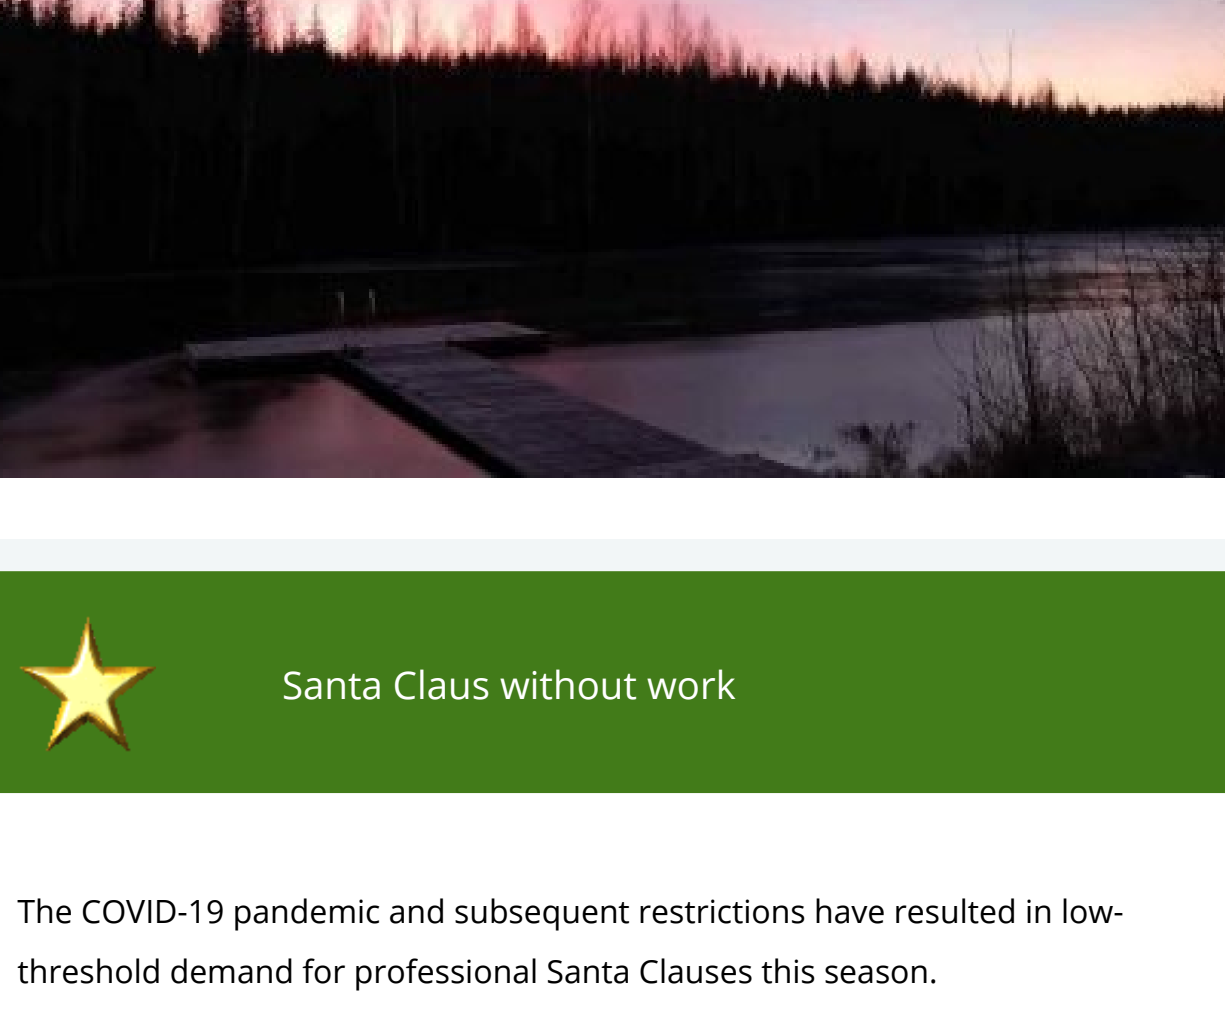 Santa Claus without work
The COVID-19 pandemic and subsequent restrictions have resulted in low-
threshold demand for professional Santa Clauses this season.